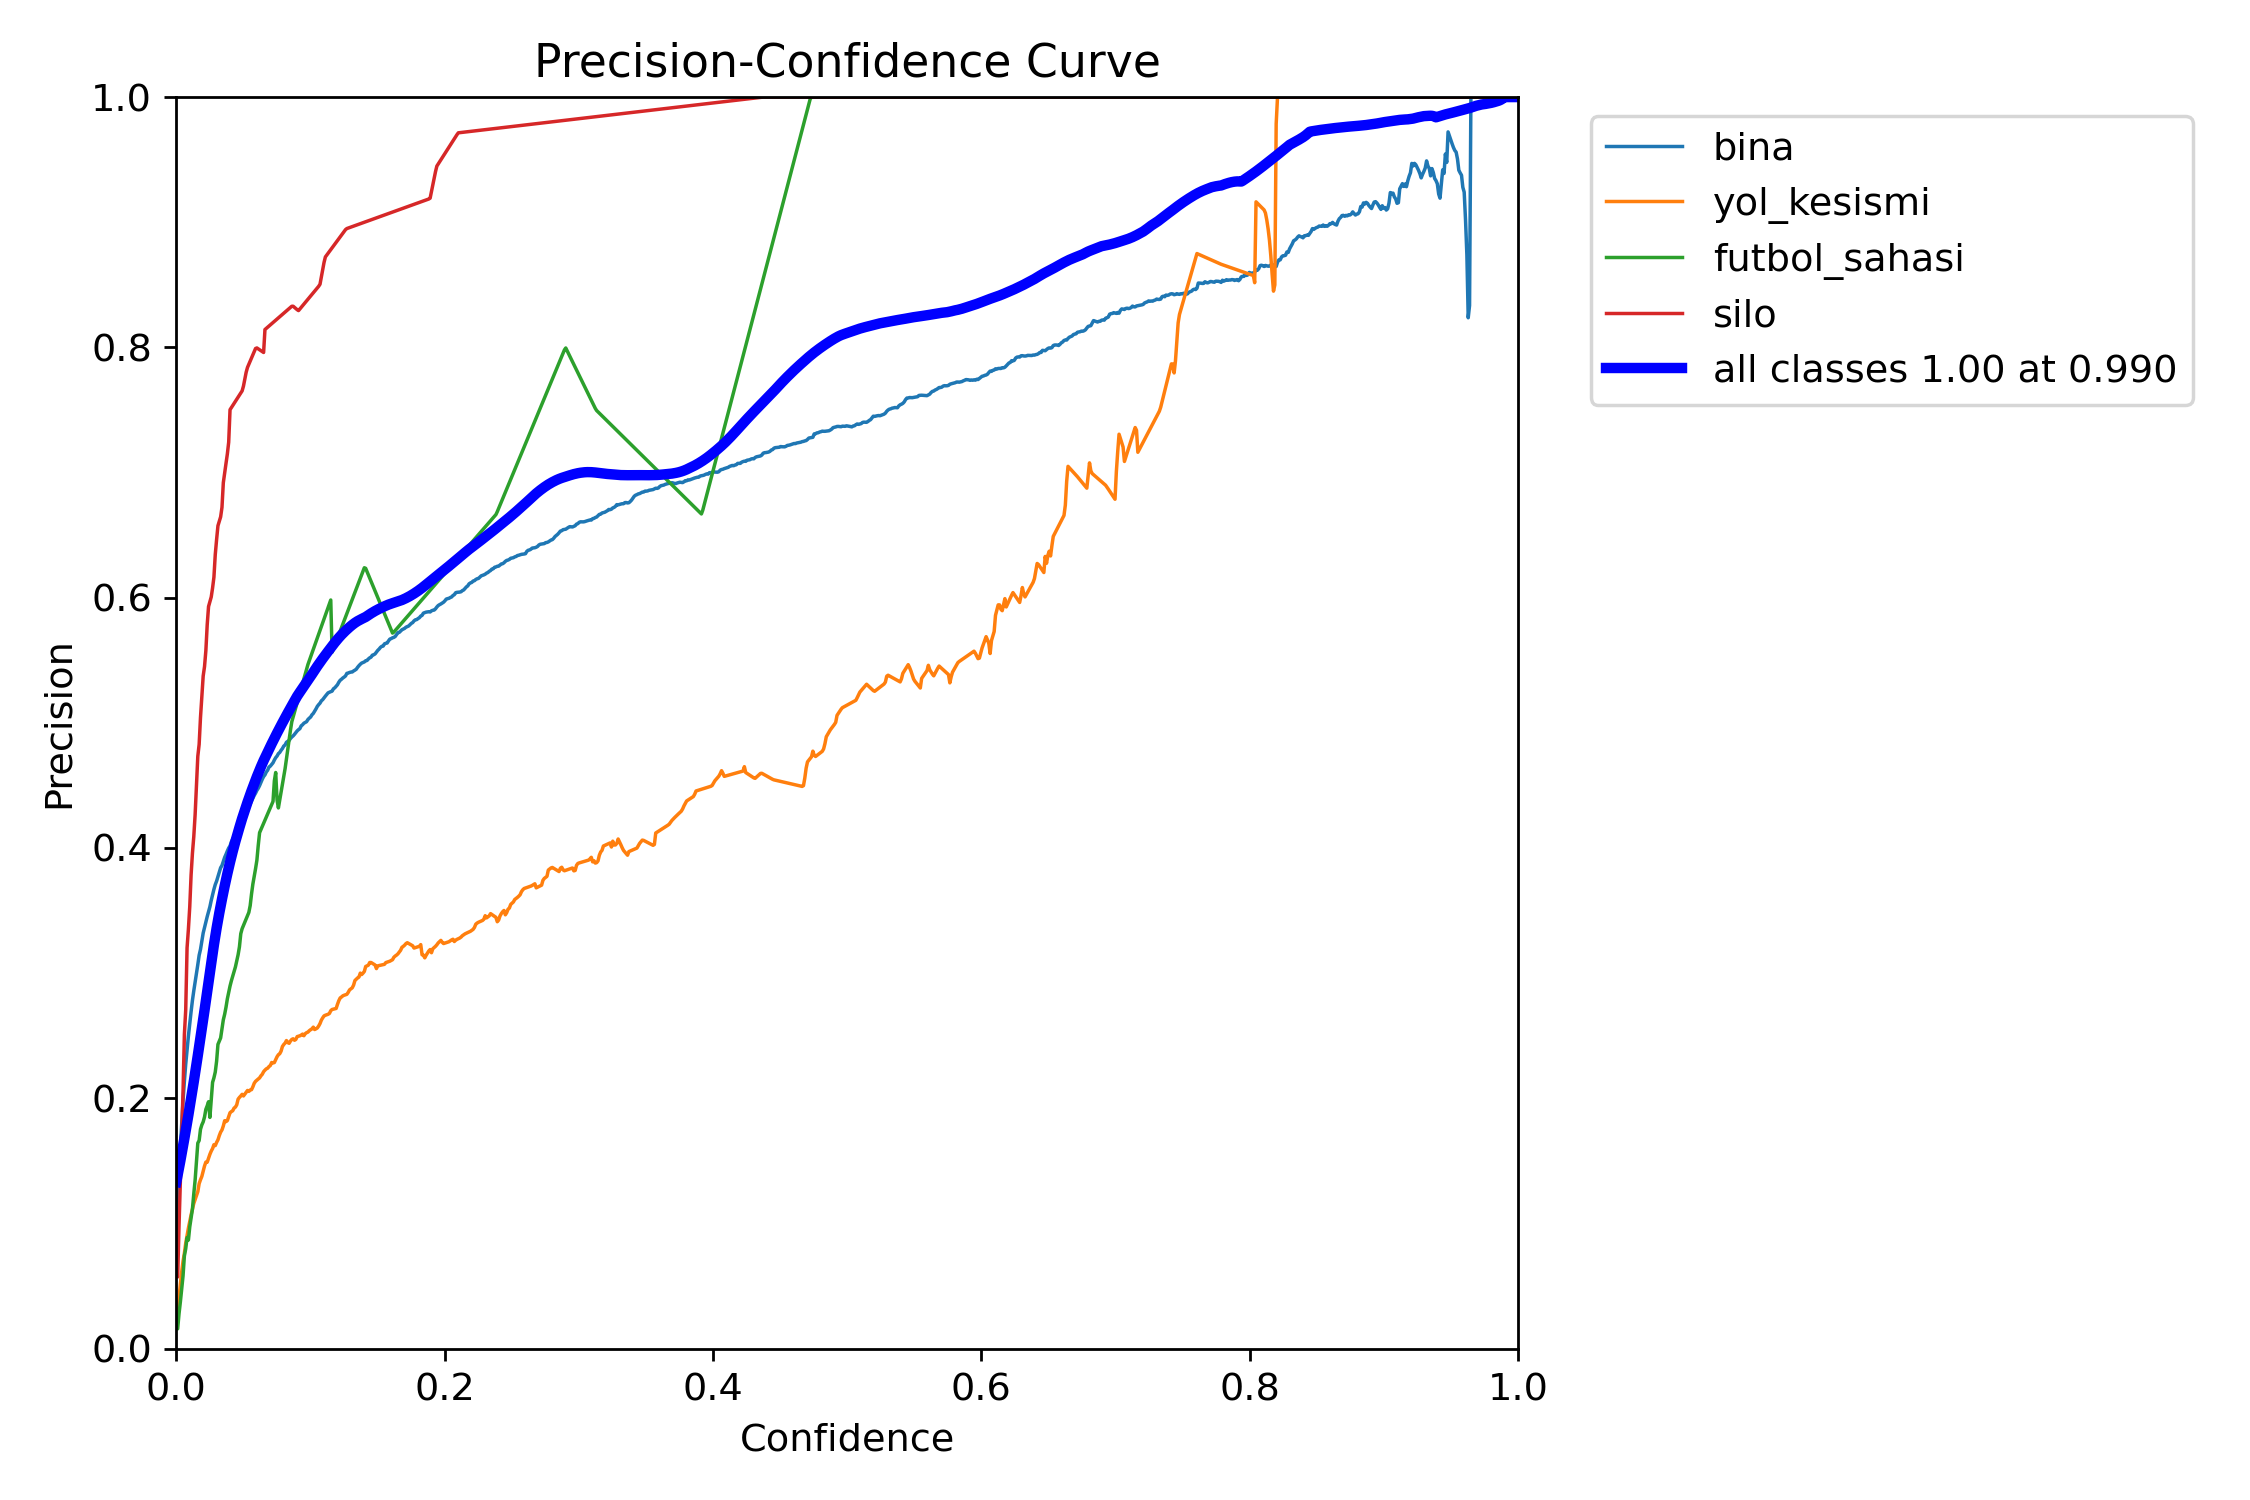 Precision-Confidence Curve
1.0
0.8
0.6
0.4
0.2
0.0
Precision
0.0 0.2 0.4 0.6 0.8 1.0
Confidence
bina
yol_kesismi
futbol_sahasi
silo
all classes 1.00 at 0.990